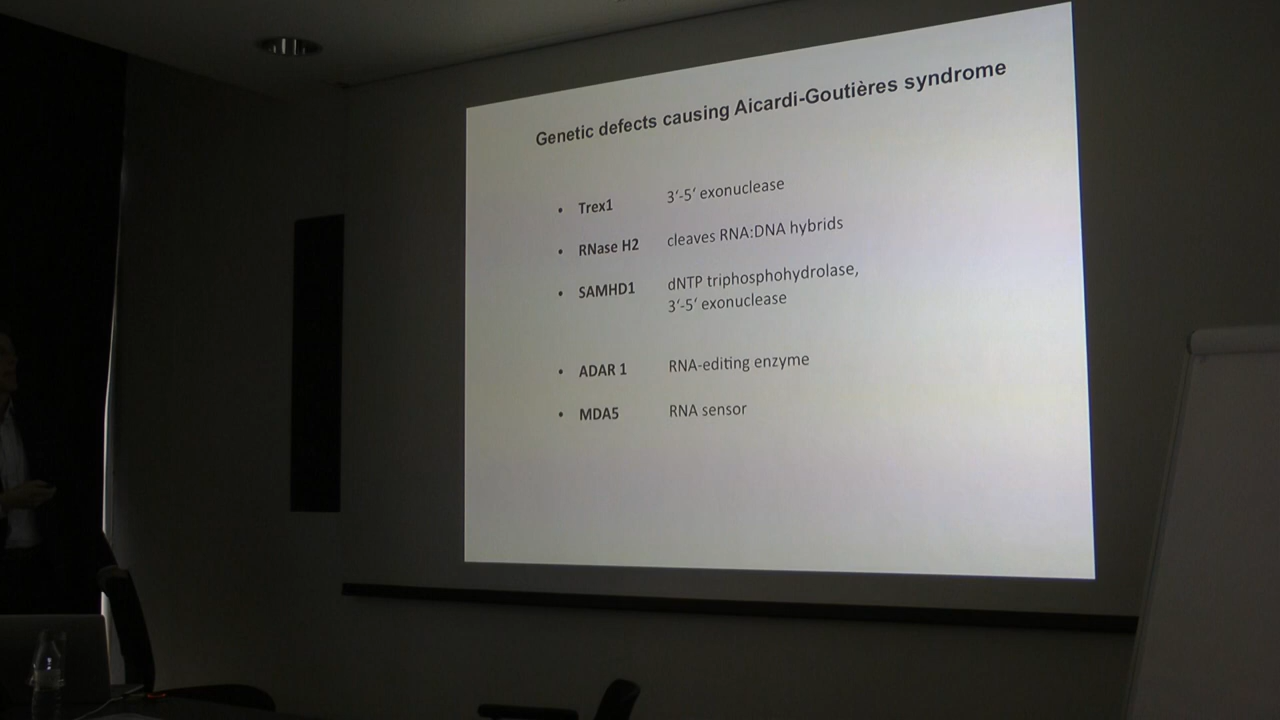 Genetic defects causing Aicardi-Goutières syndrome
• Trex1 3‘-5‘ exonuclease
• RNase H2 cleaves RNA:DNA hybrids
• SAMHD1 dNTP triphosphohydrolase,
3‘-5‘ exonuclease
• ADAR 1 RNA-editing enzyme
• MDA5 RNA sensor